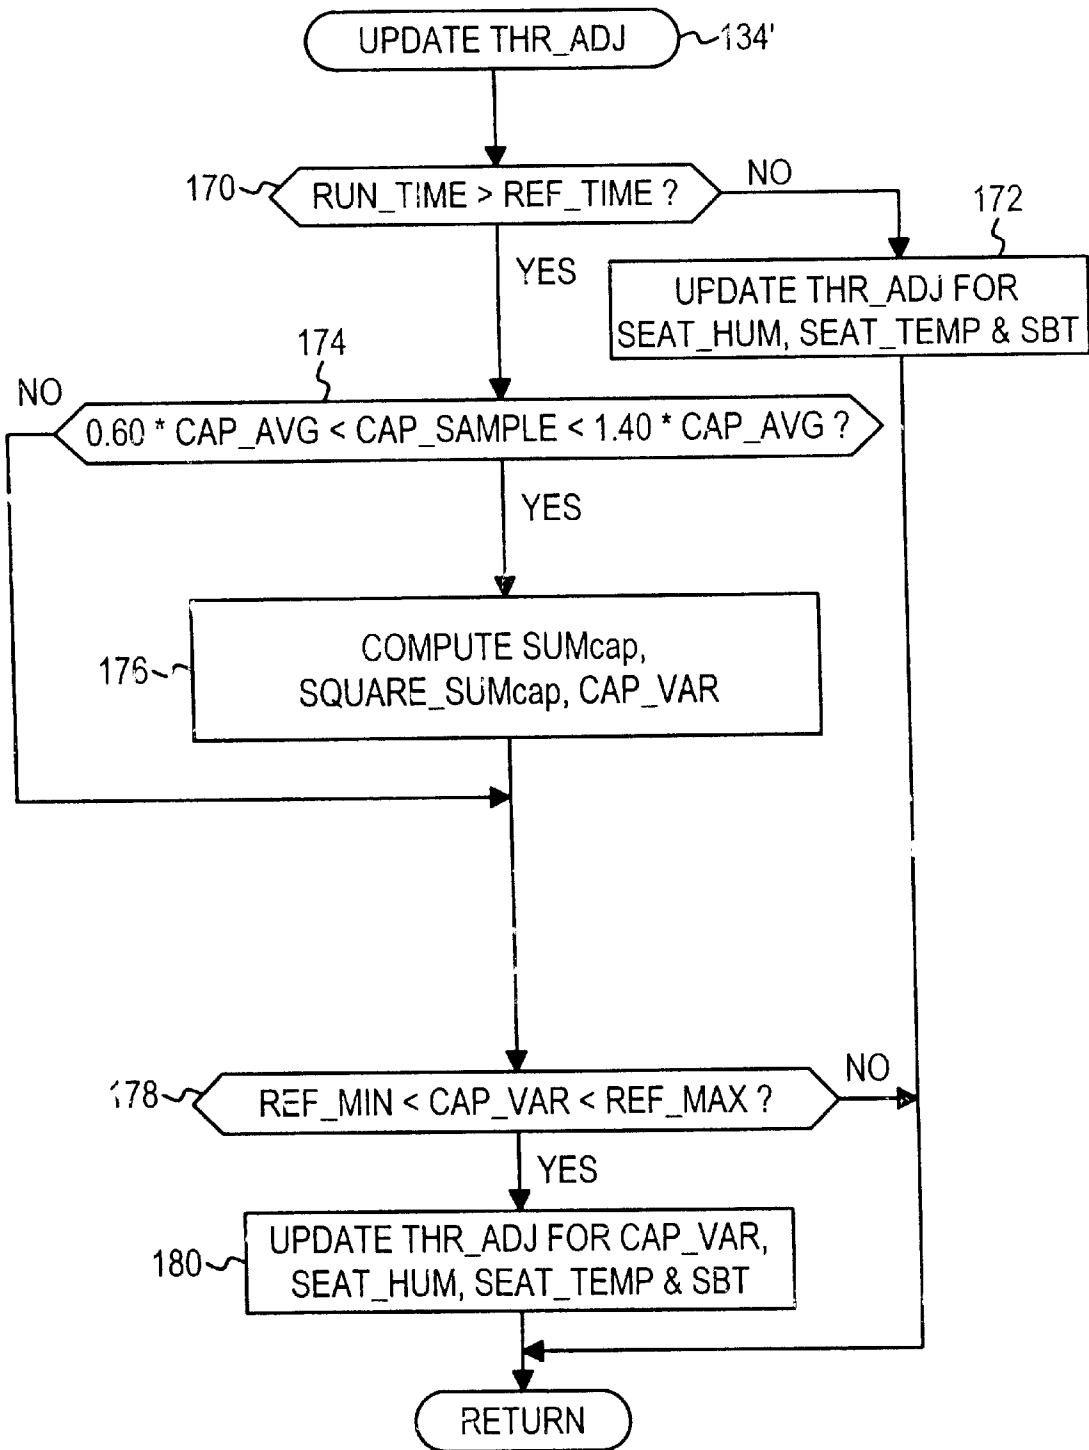 UPDATE THR_ADJ
134'
170
RUN_TIME > REF_TIME ?
NO
172
YES
UPDATE THR_ADJ FOR
SEAT_HUM, SEAT_TEMP & SBT
174
NO
0.60 * CAP_AVG < CAP_SAMPLE < 1.40 * CAP_AVG ?
YES
176
COMPUTE SUMcap,
SQUARE_SUMcap, CAP_VAR
178
REF_MIN < CAP_VAR < REF_MAX ?
NO
YES
180
UPDATE THR_ADJ FOR CAP_VAR,
SEAT_HUM, SEAT_TEMP & SBT
RETURN